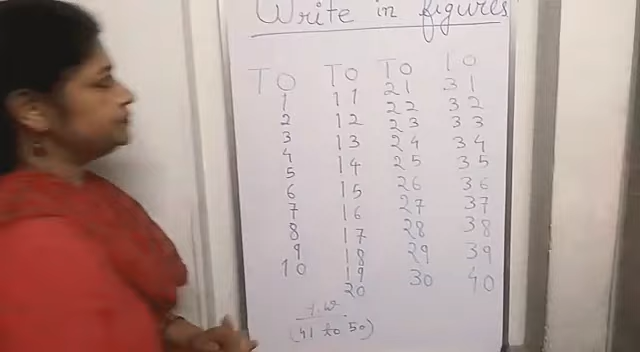 Write in figures
T O T O T O T O
1 11 21 31
2 12 22 32
3 13 23 33
4 14 24 34
5 15 25 35
6 16 26 36
7 17 27 37
8 18 28 38
9 19 29 39
10 20 30 40
H.W
(41 to 50)